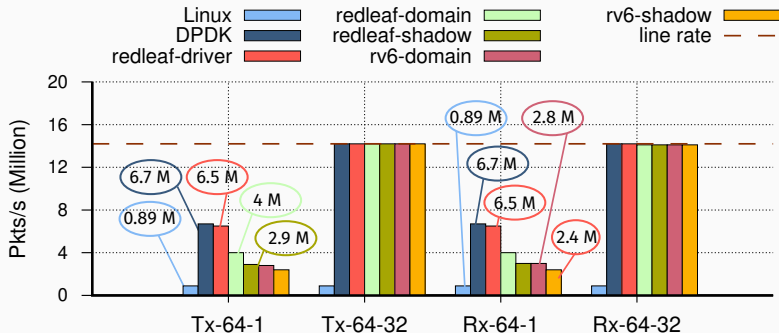 Linux
DPDK
redleaf-driver
redleaf-domain
redleaf-shadow
rv6-domain
rv6-shadow
line rate
Pkts/s (Million)
20
16
12
8
4
0
0.89 M
6.7 M
6.5 M
4 M
2.9 M
0.89 M
6.7 M
6.5 M
2.8 M
2.4 M
Tx-64-1
Tx-64-32
Rx-64-1
Rx-64-32